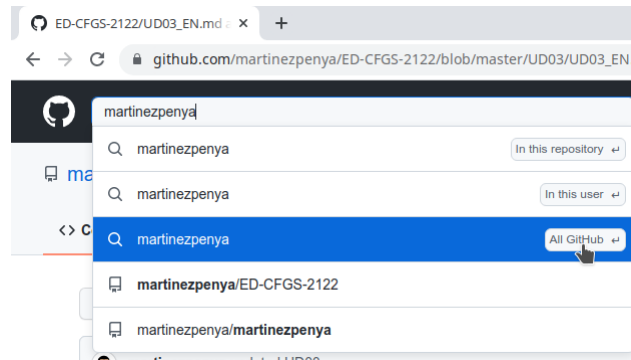 ED-CFGS-2122/UD03_EN.md a
github.com/martinezpenya/ED-CFGS-2122/blob/master/UD03/UD03_EN
martinezpenya
martinezpenya In this repository
ma
martinezpenya In this user
<> C
martinezpenya All GitHub
martinezpenya/ED-CFGS-2122
martinezpenya/martinezpenya